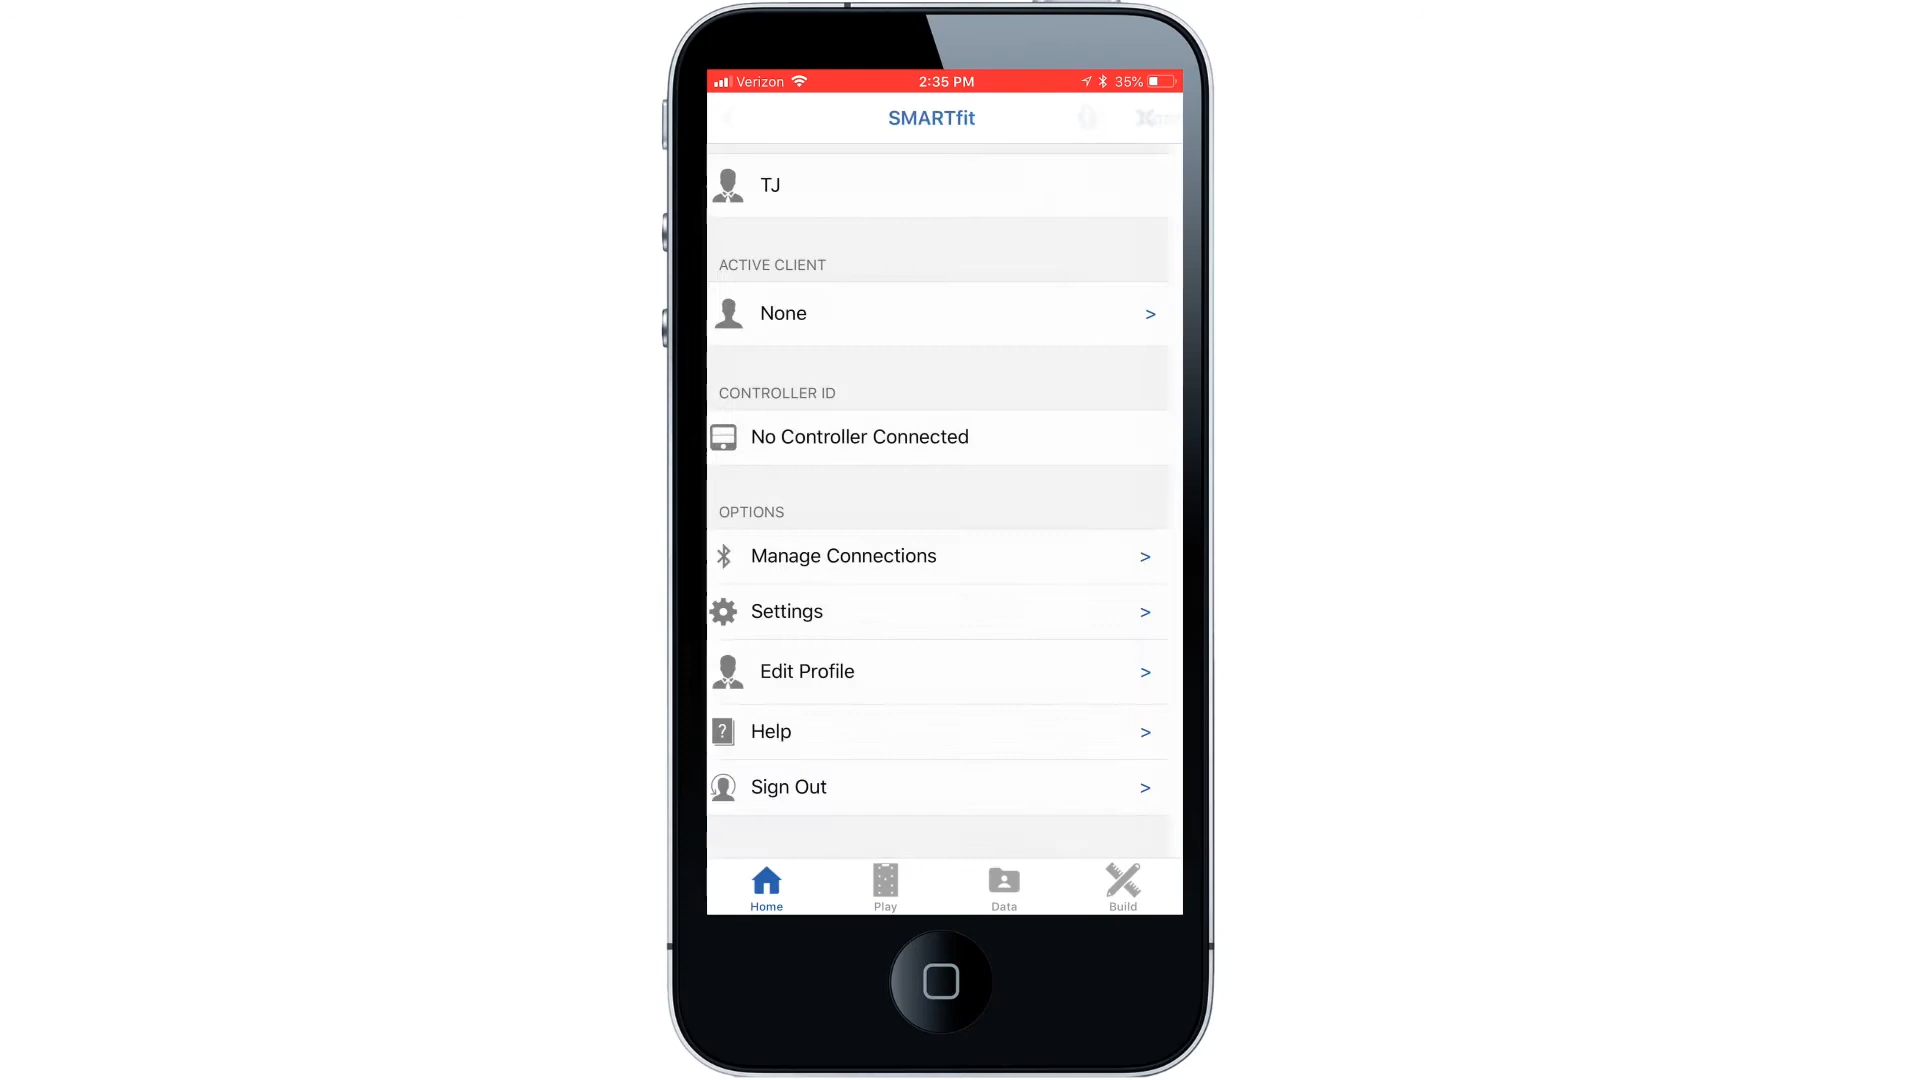 Verizon 2:35 PM 35%
SMARTfit
TJ
ACTIVE CLIENT
None >
CONTROLLER ID
No Controller Connected
OPTIONS
Manage Connections >
Settings >
Edit Profile >
? Help >
Sign Out >
Home Play Data Build